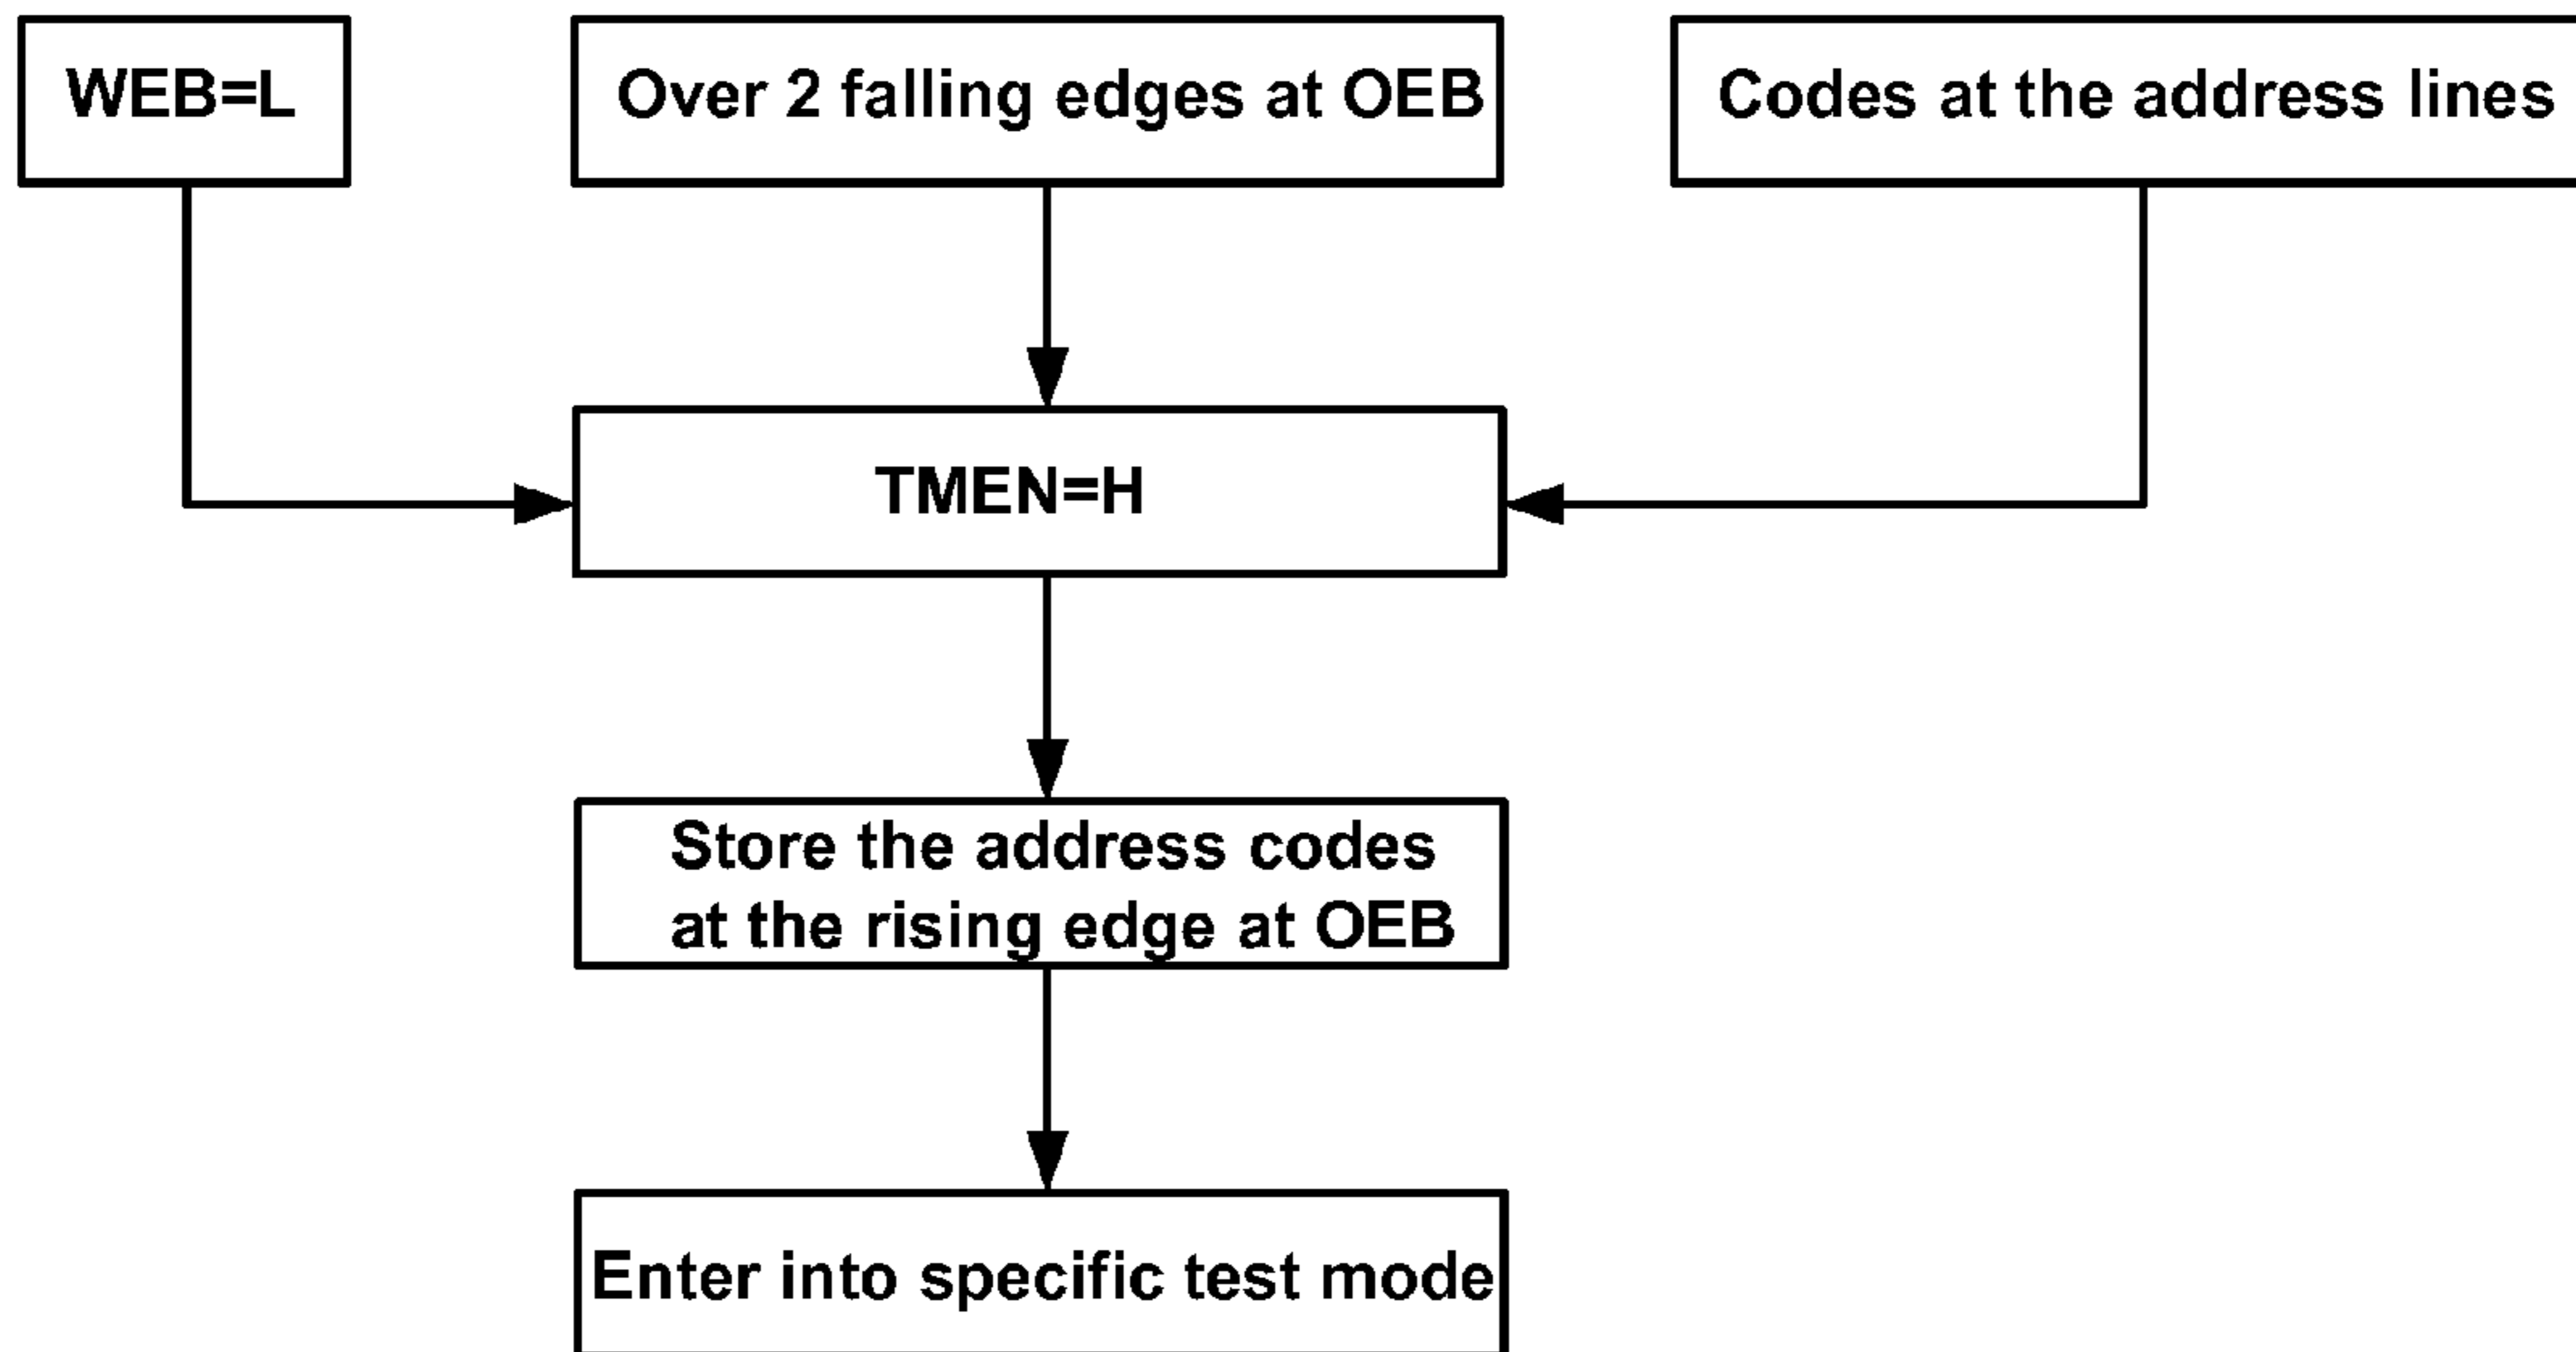 WEB=L
Over 2 falling edges at OEB
Codes at the address lines
TMEN=H
Store the address codes
at the rising edge at OEB
Enter into specific test mode